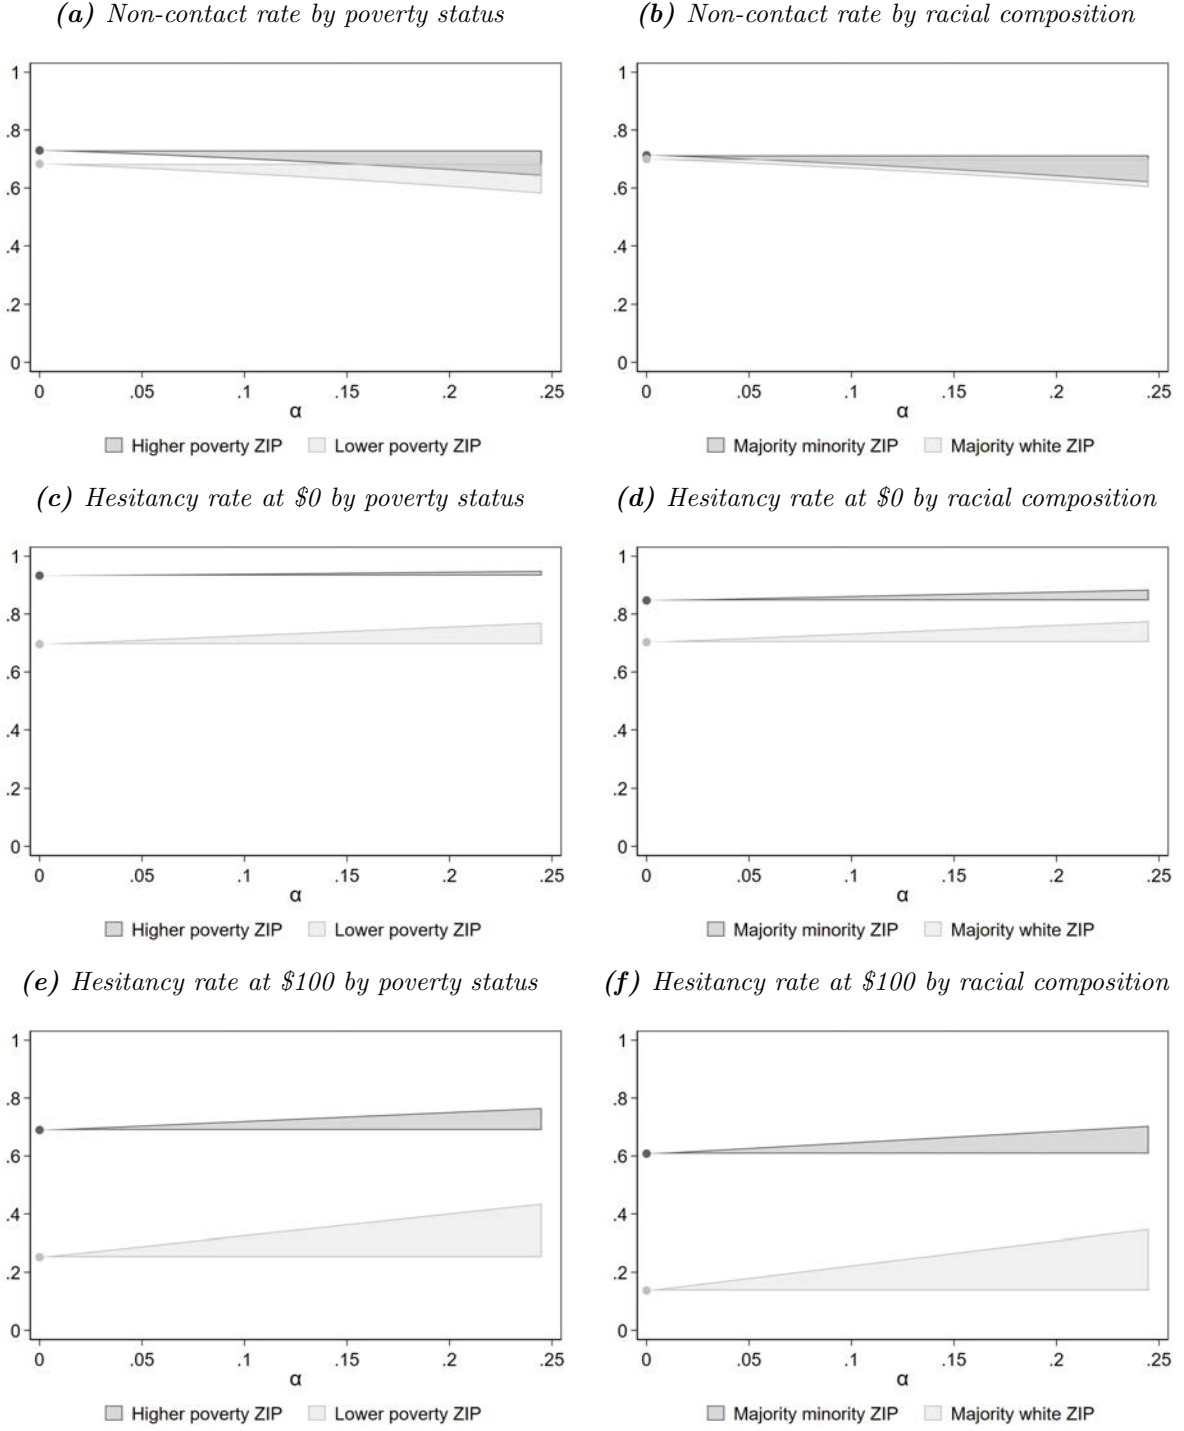 (a) Non-contact rate by poverty status
(b) Non-contact rate by racial composition
1
.8
.6
.4
.2
0
0 .05 .1 .15 .2 .25
α
Higher poverty ZIP Lower poverty ZIP
1
.8
.6
.4
.2
0
0 .05 .1 .15 .2 .25
α
Majority minority ZIP Majority white ZIP
(c) Hesitancy rate at $0 by poverty status
(d) Hesitancy rate at $0 by racial composition
1
.8
.6
.4
.2
0
0 .05 .1 .15 .2 .25
α
Higher poverty ZIP Lower poverty ZIP
1
.8
.6
.4
.2
0
0 .05 .1 .15 .2 .25
α
Majority minority ZIP Majority white ZIP
(e) Hesitancy rate at $100 by poverty status
(f) Hesitancy rate at $100 by racial composition
1
.8
.6
.4
.2
0
0 .05 .1 .15 .2 .25
α
Higher poverty ZIP Lower poverty ZIP
1
.8
.6
.4
.2
0
0 .05 .1 .15 .2 .25
α
Majority minority ZIP Majority white ZIP